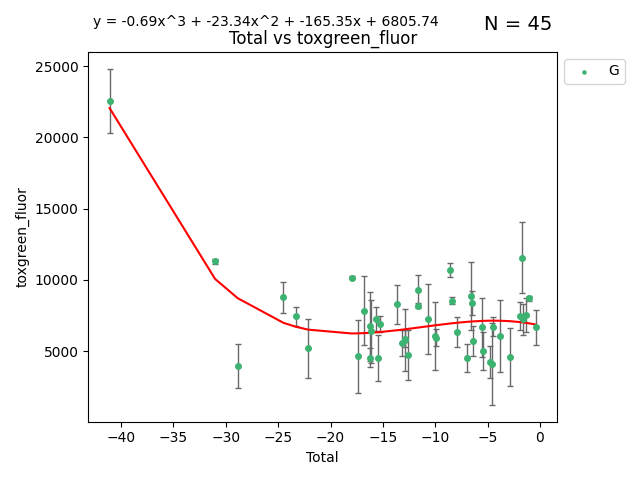 y = -0.69x^3 + -23.34x^2 + -165.35x + 6805.74
N = 45
Total vs toxgreen_fluor
G
25000
20000
15000
10000
5000
toxgreen_fluor
−40 −35 −30 −25 −20 −15 −10 −5 0
Total